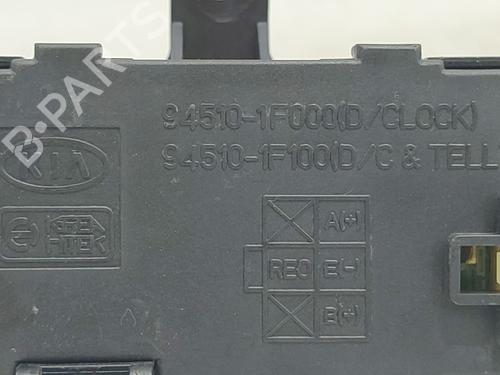 94510-1F000(D/CLOCK)
94510-1F100(D/C & TELL
KIA
A(+)
REO E(-)
B(+)
B-PARTS